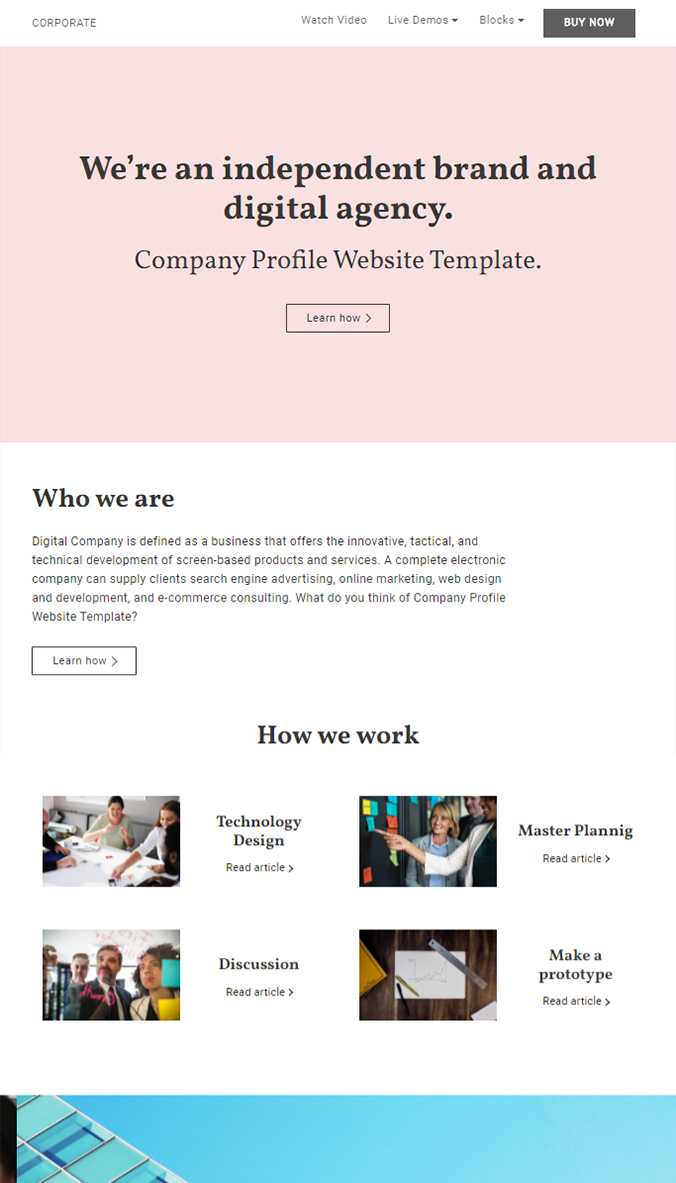 CORPORATE
Watch Video
Live Demos
Blocks
BUY NOW
We’re an independent brand and
digital agency.
Company Profile Website Template.
Learn how
Who we are
Digital Company is defined as a business that offers the innovative, tactical, and
technical development of screen-based products and services. A complete electronic
company can supply clients search engine advertising, online marketing, web design
and development, and e-commerce consulting. What do you think of Company Profile
Website Template?
Learn how
How we work
Technology
Design
Read article
Master Plannig
Read article
Discussion
Read article
Make a
prototype
Read article